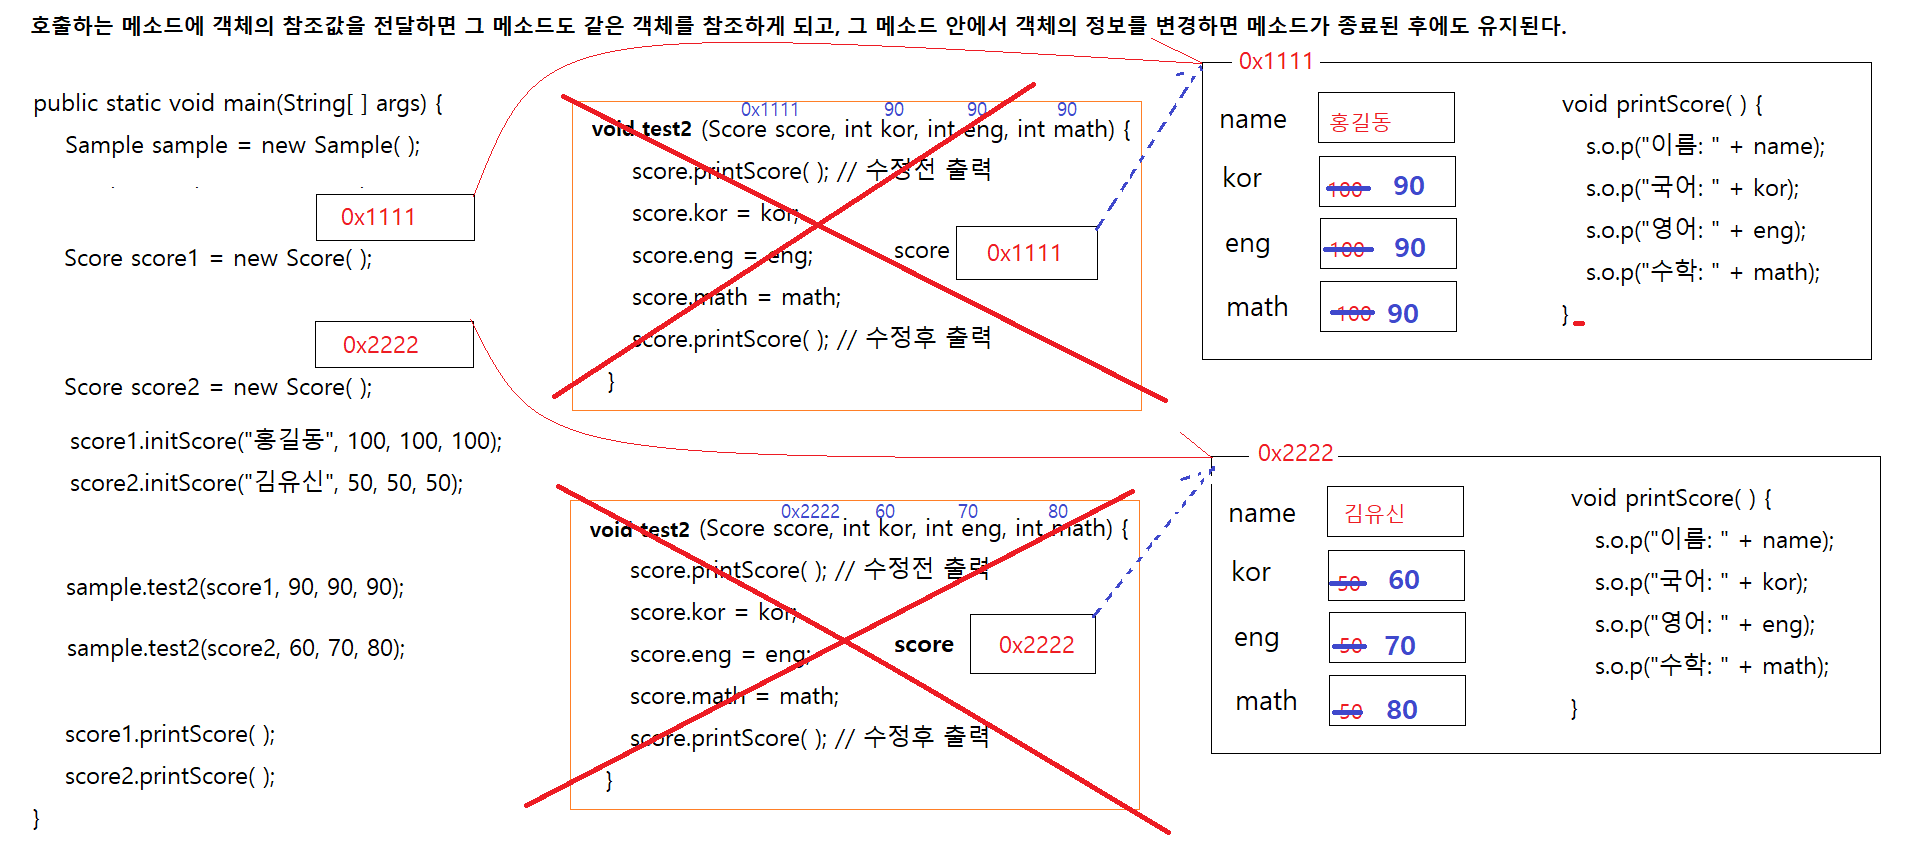 호출하는 메소드에 객체의 참조값을 전달하면 그 메소드도 같은 객체를 참조하게 되고, 그 메소드 안에서 객체의 정보를 변경하면 메소드가 종료된 후에도 유지된다.
public static void main(String[ ] args) {
Sample sample = new Sample( );
0x1111
Score score1 = new Score( );
0x2222
Score score2 = new Score( );
score1.initScore("홍길동", 100, 100, 100);
score2.initScore("김유신", 50, 50, 50);
sample.test2(score1, 90, 90, 90);
sample.test2(score2, 60, 70, 80);
score1.printScore( );
score2.printScore( );
}
0x1111 90 90 90
void test2 (Score score, int kor, int eng, int math) {
score.printScore( ); // 수정전 출력
score.kor = kor;
score.eng = eng;
score.math = math;
score.printScore( ); // 수정후 출력
}
score 0x1111
0x1111
name 홍길동
kor 100 90
eng 100 90
math 100 90
void printScore( ) {
s.o.p("이름: " + name);
s.o.p("국어: " + kor);
s.o.p("영어: " + eng);
s.o.p("수학: " + math);
}
0x2222 60 70 80
void test2 (Score score, int kor, int eng, int math) {
score.printScore( ); // 수정전 출력
score.kor = kor;
score.eng = eng;
score.math = math;
score.printScore( ); // 수정후 출력
}
score 0x2222
0x2222
name 김유신
kor 50 60
eng 50 70
math 50 80
void printScore( ) {
s.o.p("이름: " + name);
s.o.p("국어: " + kor);
s.o.p("영어: " + eng);
s.o.p("수학: " + math);
}